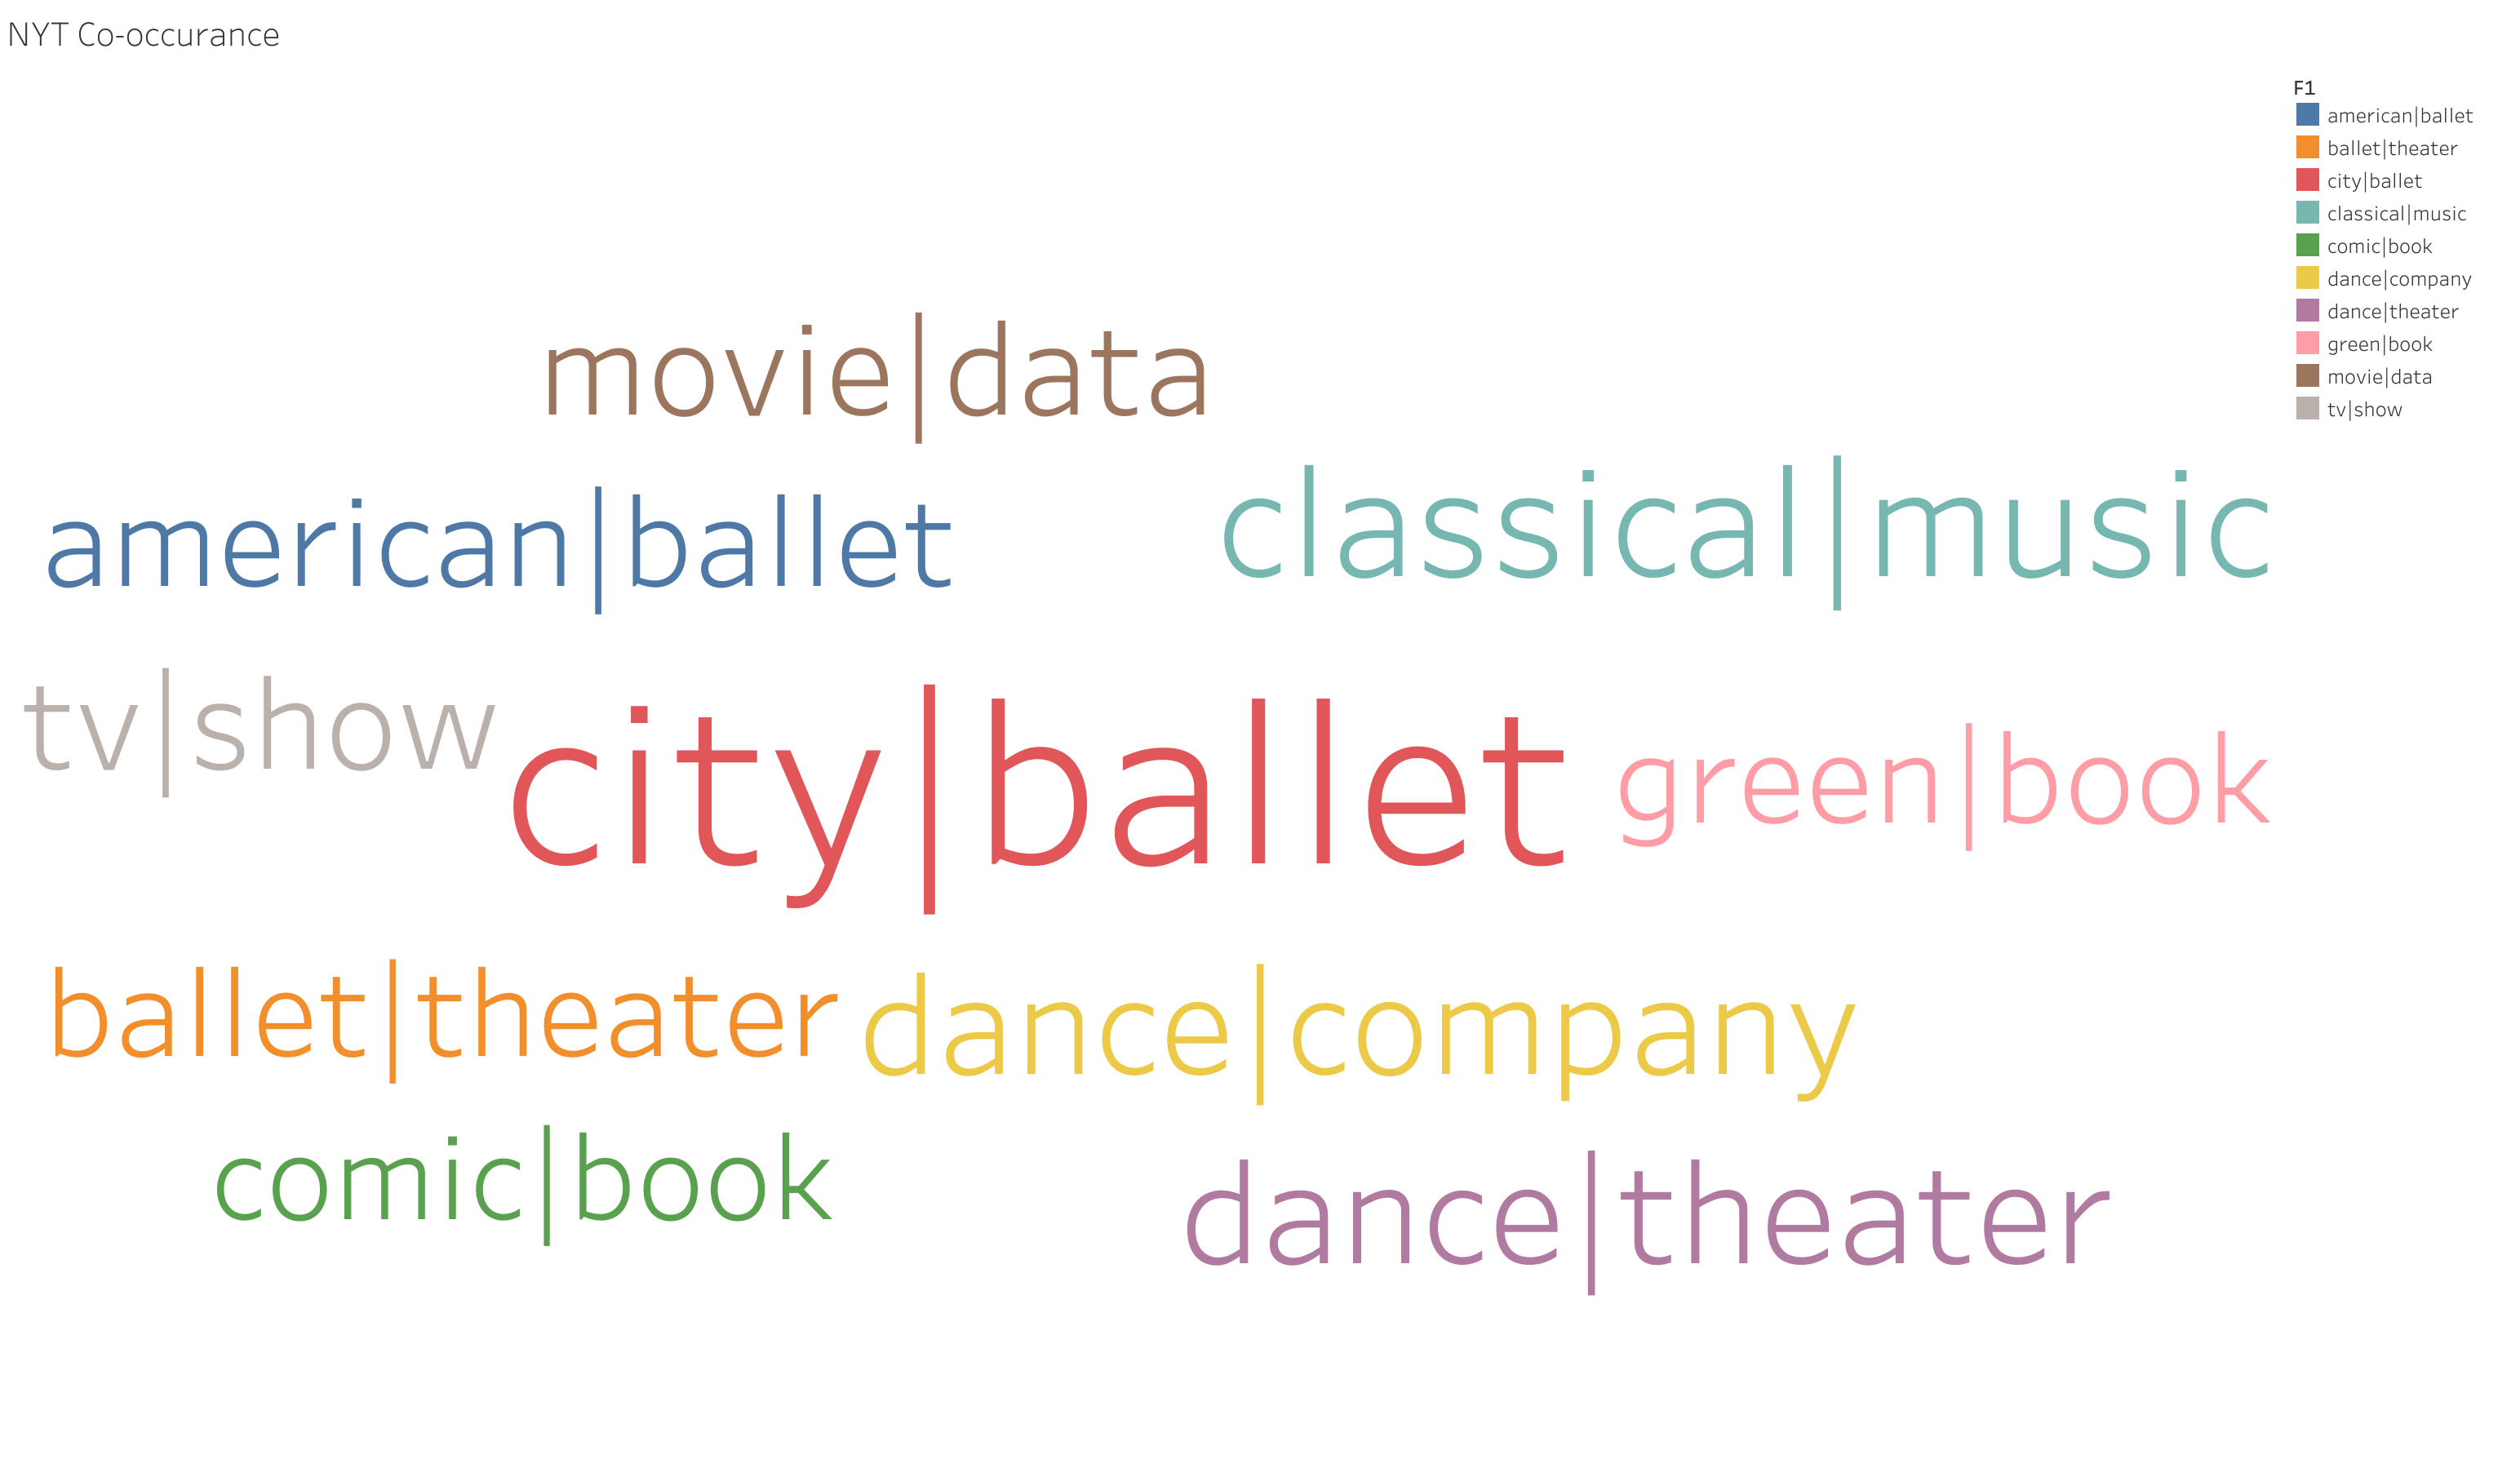 NYT Co-occurance
F1
american|ballet
ballet|theater
city|ballet
classical|music
comic|book
dance|company
dance|theater
green|book
movie|data
tv|show
movie|data
american|ballet
classical|music
tv|show
city|ballet
green|book
ballet|theater
dance|company
comic|book
dance|theater